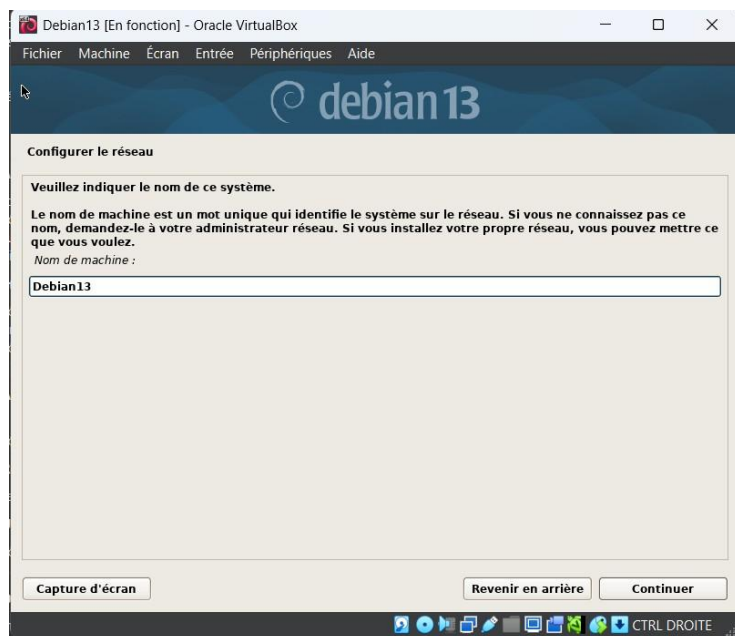 Debian13 [En fonction] - Oracle VirtualBox
Fichier Machine Écran Entrée Périphériques Aide
debian 13
Configurer le réseau
Veuillez indiquer le nom de ce système.
Le nom de machine est un mot unique qui identifie le système sur le réseau. Si vous ne connaissez pas ce
nom, demandez-le à votre administrateur réseau. Si vous installez votre propre réseau, vous pouvez mettre ce
que vous voulez.
Nom de machine :
Debian13
Capture d'écran Revenir en arrière Continuer
CTRL DROITE